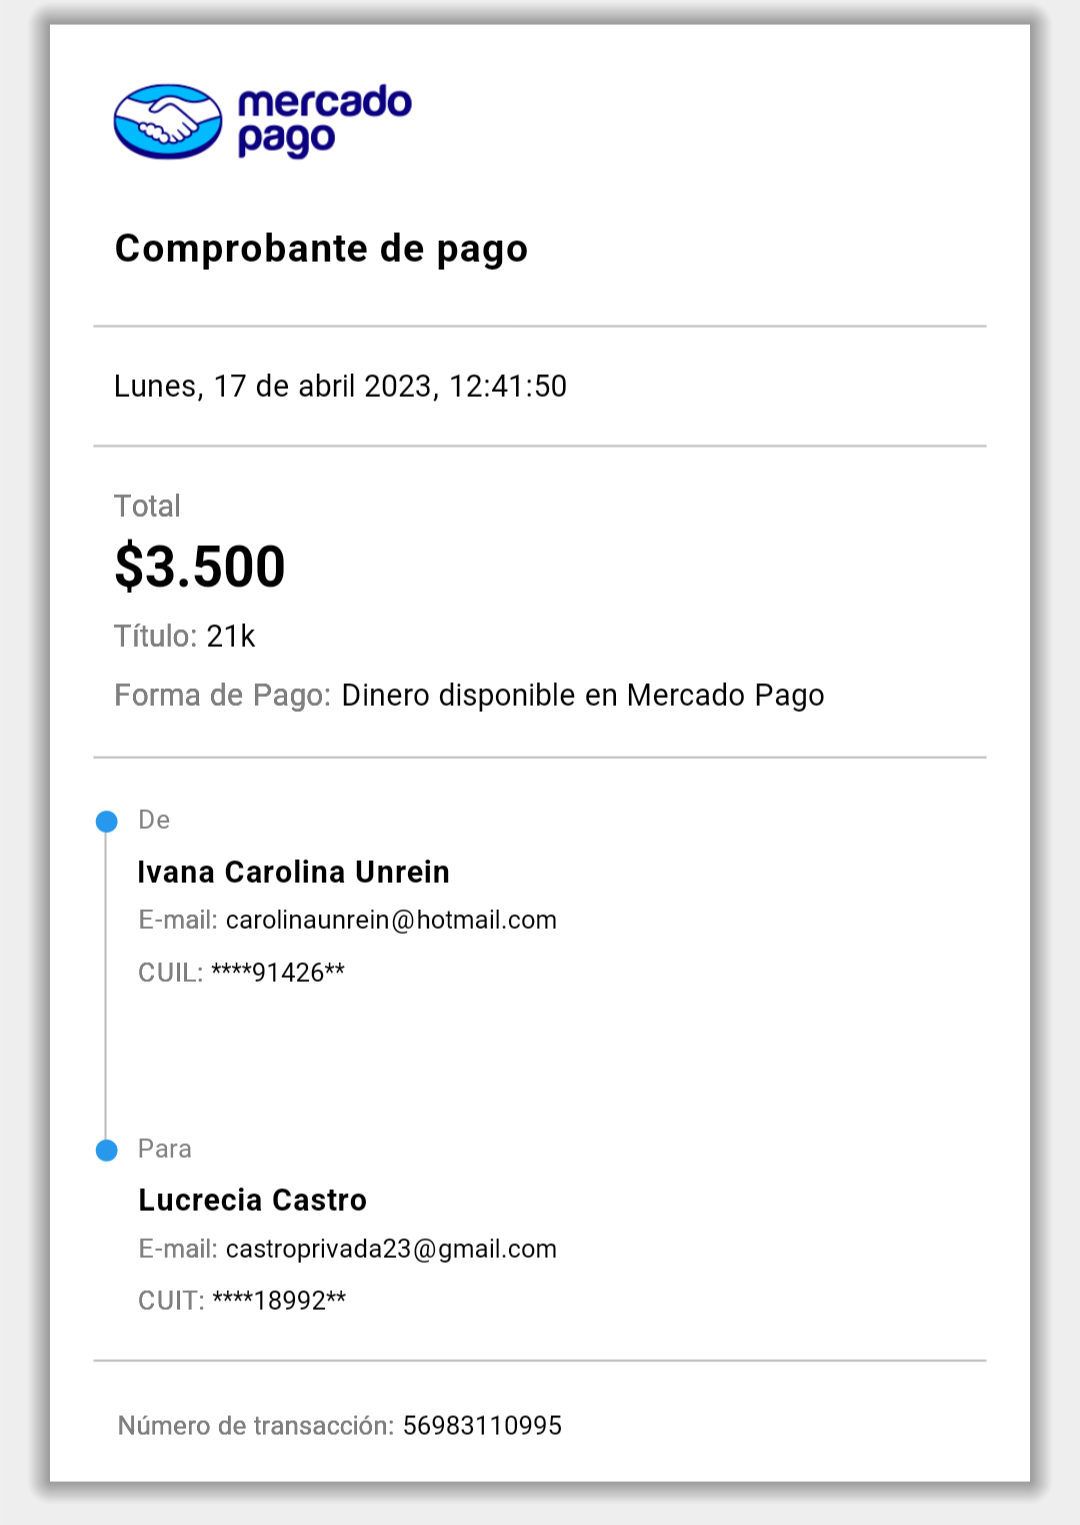 mercado
pago
Comprobante de pago
Lunes, 17 de abril 2023, 12:41:50
Total
$3.500
Título: 21k
Forma de Pago: Dinero disponible en Mercado Pago
De
Ivana Carolina Unrein
E-mail: carolinaunrein@hotmail.com
CUIL: ****91426**
Para
Lucrecia Castro
E-mail: castroprivada23@gmail.com
CUIT: ****18992**
Número de transacción: 56983110995